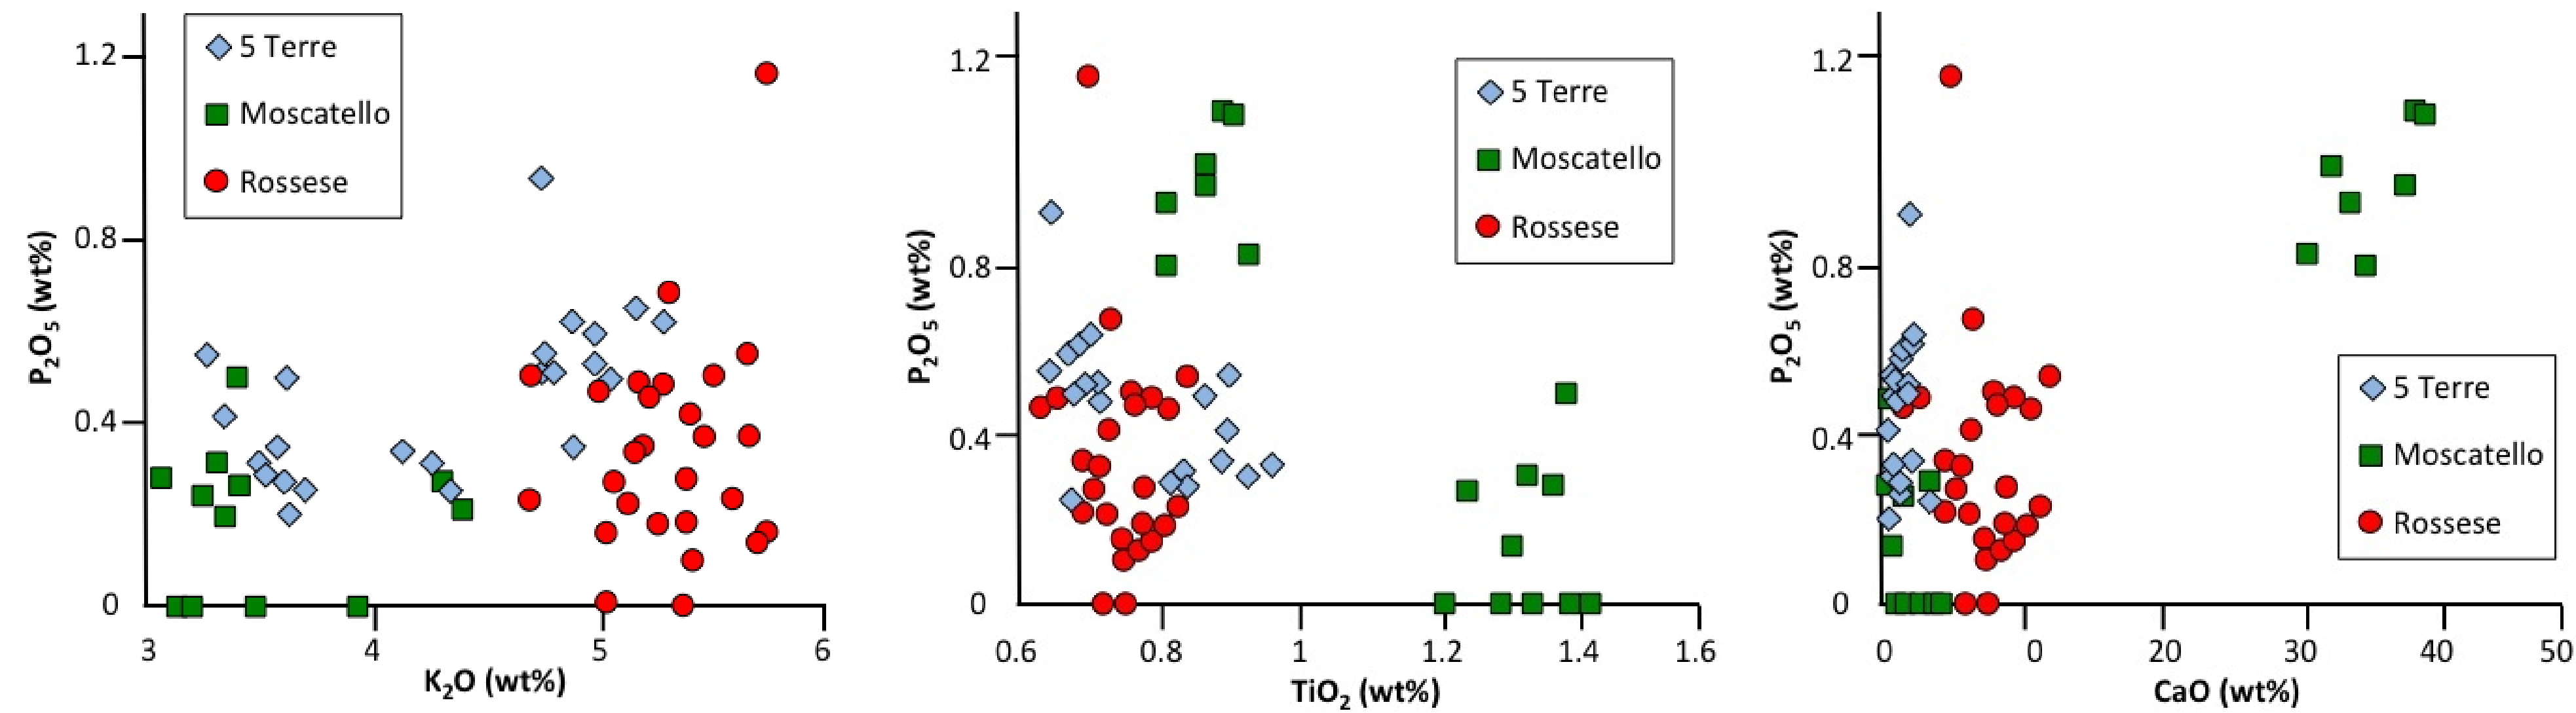 1.2
0.8
0.4
0
P2O5 (wt%)
5 Terre
Moscatello
Rossese
3 4 5 6
K2O (wt%)
1.2
0.8
0.4
0
P2O5 (wt%)
5 Terre
Moscatello
Rossese
0.6 0.8 1 1.2 1.4 1.6
TiO2 (wt%)
1.2
0.8
0.4
0
P2O5 (wt%)
5 Terre
Moscatello
Rossese
0 0 20 30 40 50
CaO (wt%)